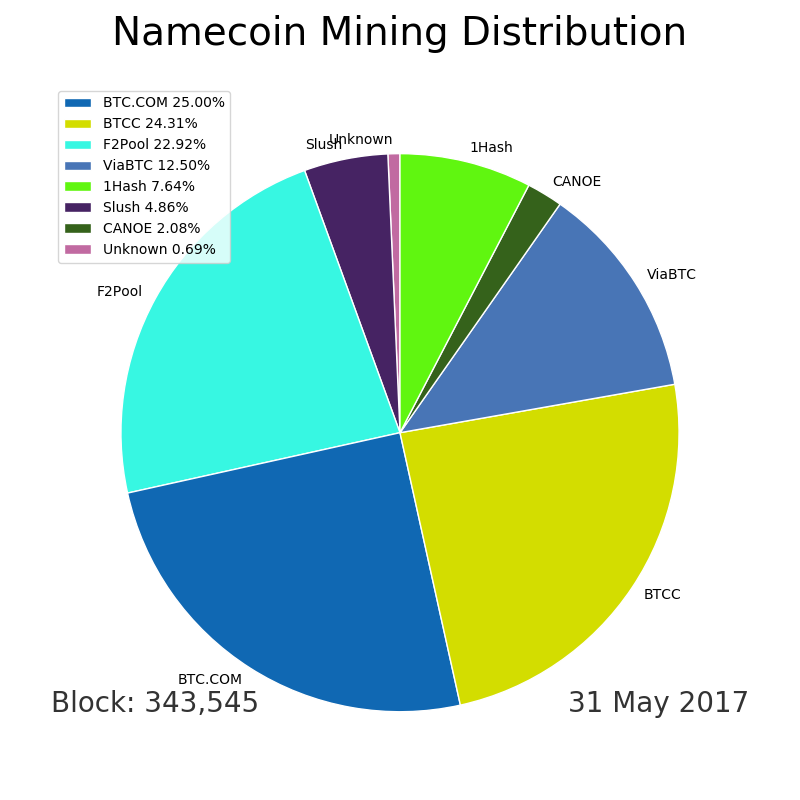 Namecoin Mining Distribution
BTC.COM 25.00%
BTCC 24.31%
F2Pool 22.92%
ViaBTC 12.50%
1Hash 7.64%
Slush 4.86%
CANOE 2.08%
Unknown 0.69%
Slush
Unknown
1Hash
CANOE
ViaBTC
F2Pool
BTCC
BTC.COM
Block: 343,545
31 May 2017